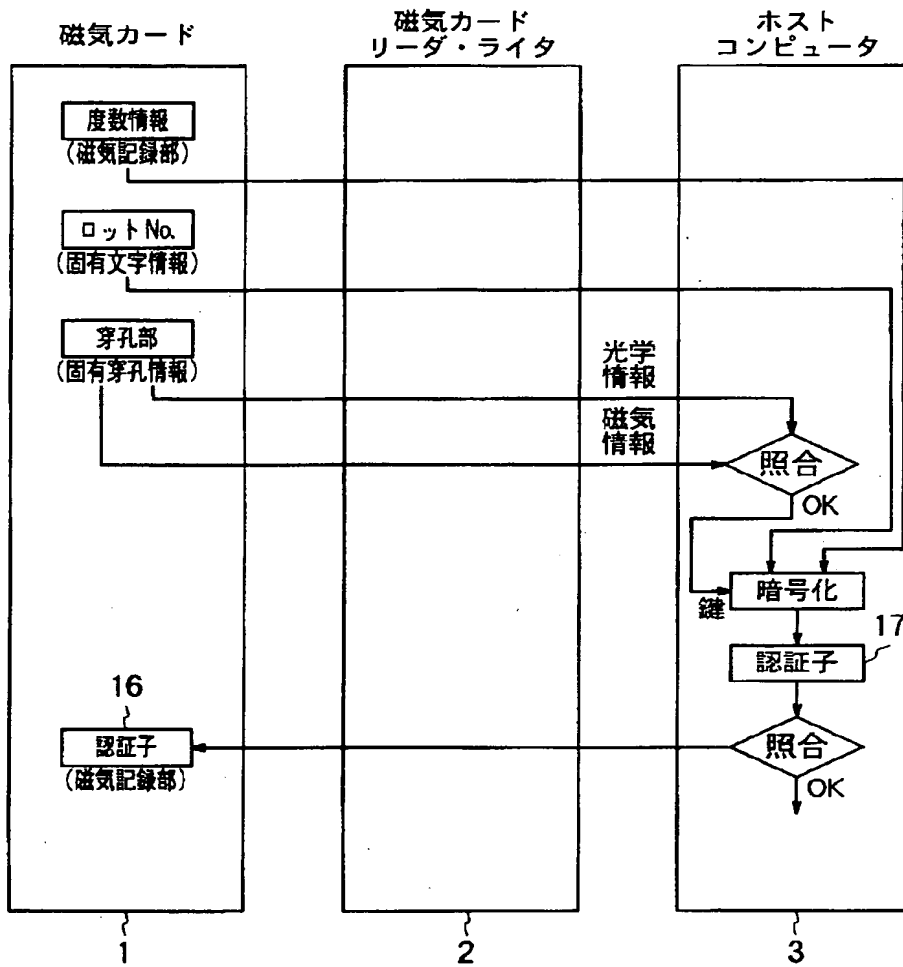 磁気カード
磁気カード
リーダ・ライタ
ホスト
コンピュータ
度数情報
(磁気記録部)
ロットNo.
(固有文字情報)
穿孔部
(固有穿孔情報)
光学
情報
磁気
情報
照合
OK
暗号化
鍵
17
認証子
16
認証子
(磁気記録部)
照合
OK
1
2
3